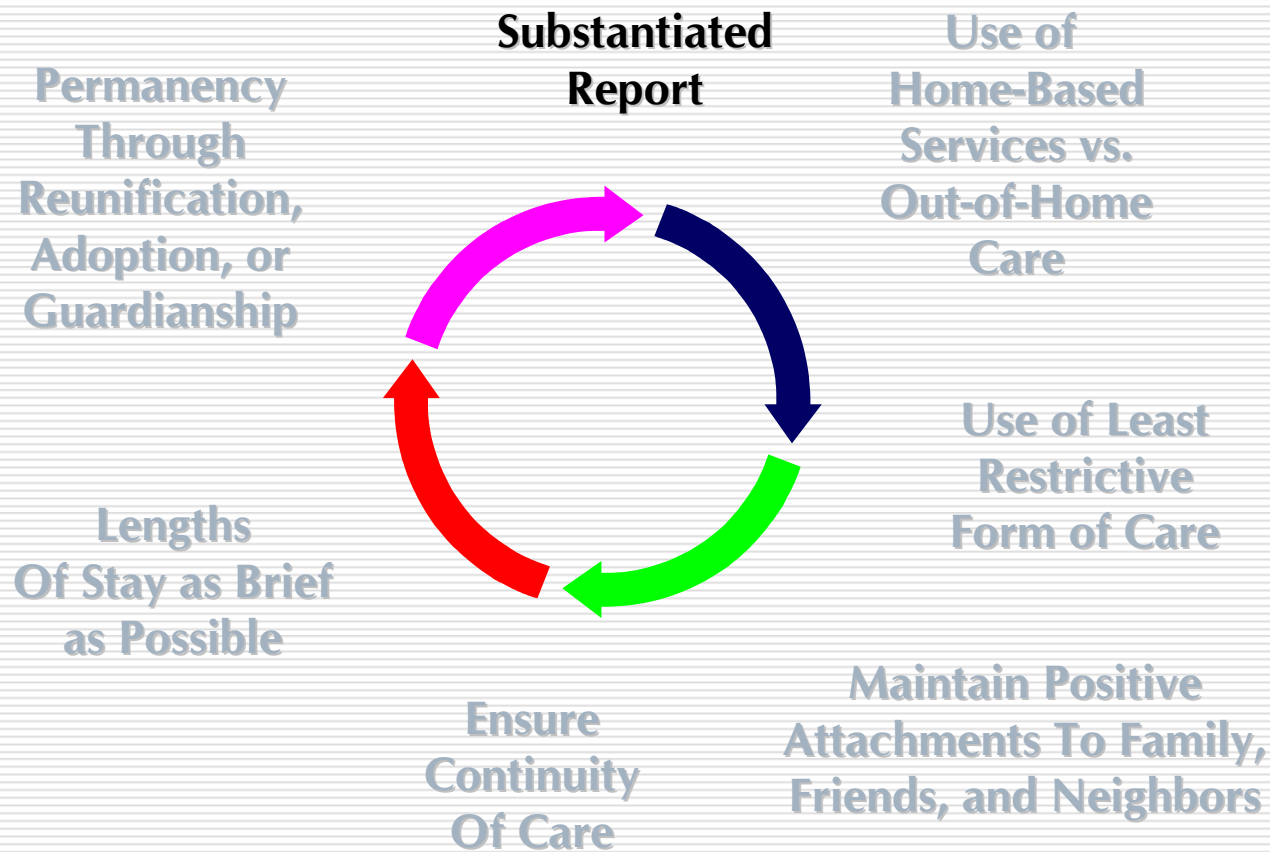 Substantiated
Report
Use of
Home-Based
Services vs.
Out-of-Home
Care
Use of Least
Restrictive
Form of Care
Maintain Positive
Attachments To Family,
Friends, and Neighbors
Ensure
Continuity
Of Care
Lengths
Of Stay as Brief
as Possible
Permanency
Through
Reunification,
Adoption, or
Guardianship